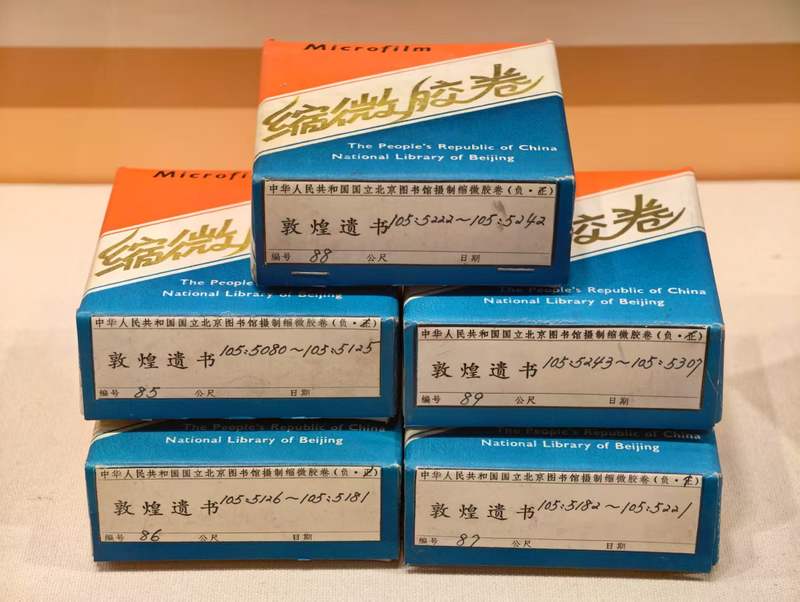 Microfilm
缩微胶卷
The People's Republic of China
National Library of Beijing
中华人民共和国国立北京图书馆摄制缩微胶卷(负·正)
敦煌遗书 105:5222~105:5242
编号 88 公尺 日期
Microfilm
缩微
The People's
National Library of Beijing
中华人民共和国国立北京图书馆摄制缩微胶卷(负·正)
敦煌遗书 105:5080~105:5125
编号 85 公尺 日期
胶卷
The People's Republic of China
National Library of Beijing
中华人民共和国国立北京图书馆摄制缩微胶卷(负·正)
敦煌遗书 105:5243~105:5307
编号 89 公尺 日期
The People's Republic of China
National Library of Beijing
中华人民共和国国立北京图书馆摄制缩微胶卷(负·正)
敦煌遗书 105:5126~105:5181
编号 86 公尺 日期
The People's Republic of China
National Library of Beijing
中华人民共和国国立北京图书馆摄制缩微胶卷(负·正)
敦煌遗书 105:5182~105:5221
编号 87 公尺 日期